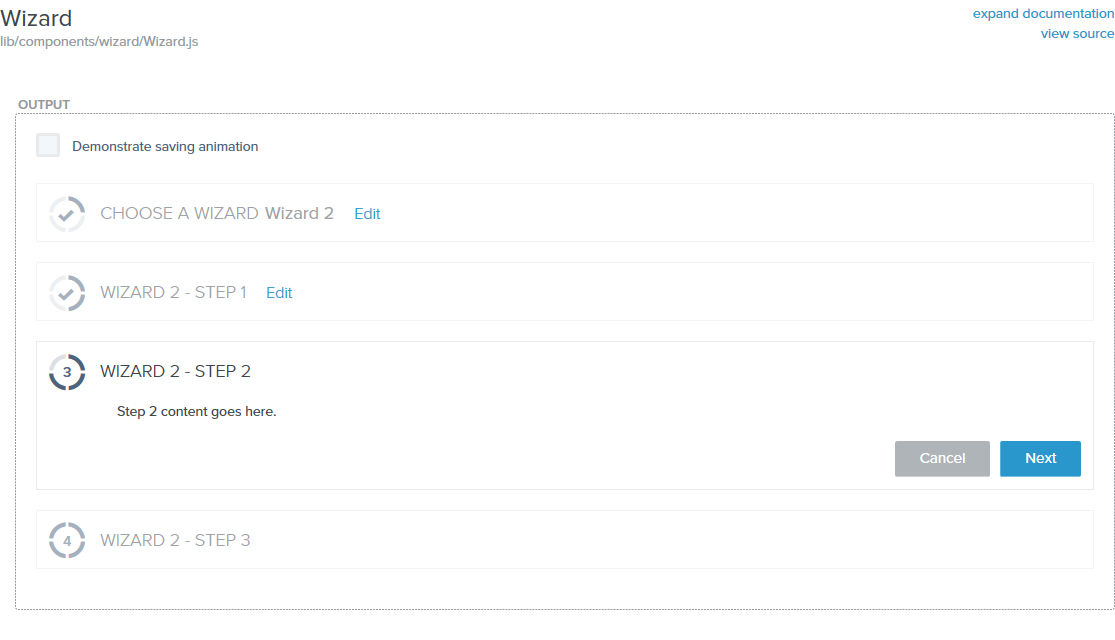 Wizard
expand documentation
lib/components/wizard/Wizard.js
view source
OUTPUT
Demonstrate saving animation
CHOOSE A WIZARD Wizard 2 Edit
WIZARD 2 - STEP 1 Edit
3 WIZARD 2 - STEP 2
Step 2 content goes here.
Cancel Next
4 WIZARD 2 - STEP 3